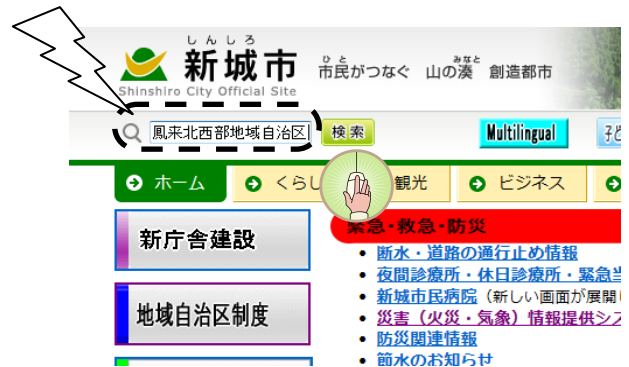 しんしろ
新城市
Shinshiro City Official Site
ひと みなと
市民がつなぐ 山の湊 創造都市
鳳来北西部地域自治区
検索
Multilingual
ホーム
くらし
観光
ビジネス
新庁舎建設
地域自治区制度
緊急・救急・防災
断水・道路の通行止め情報
夜間診療所・休日診療所・緊急
新城市民病院（新しい画面が展開
災害（火災・気象）情報提供シス
防災関連情報
節水のお知らせ